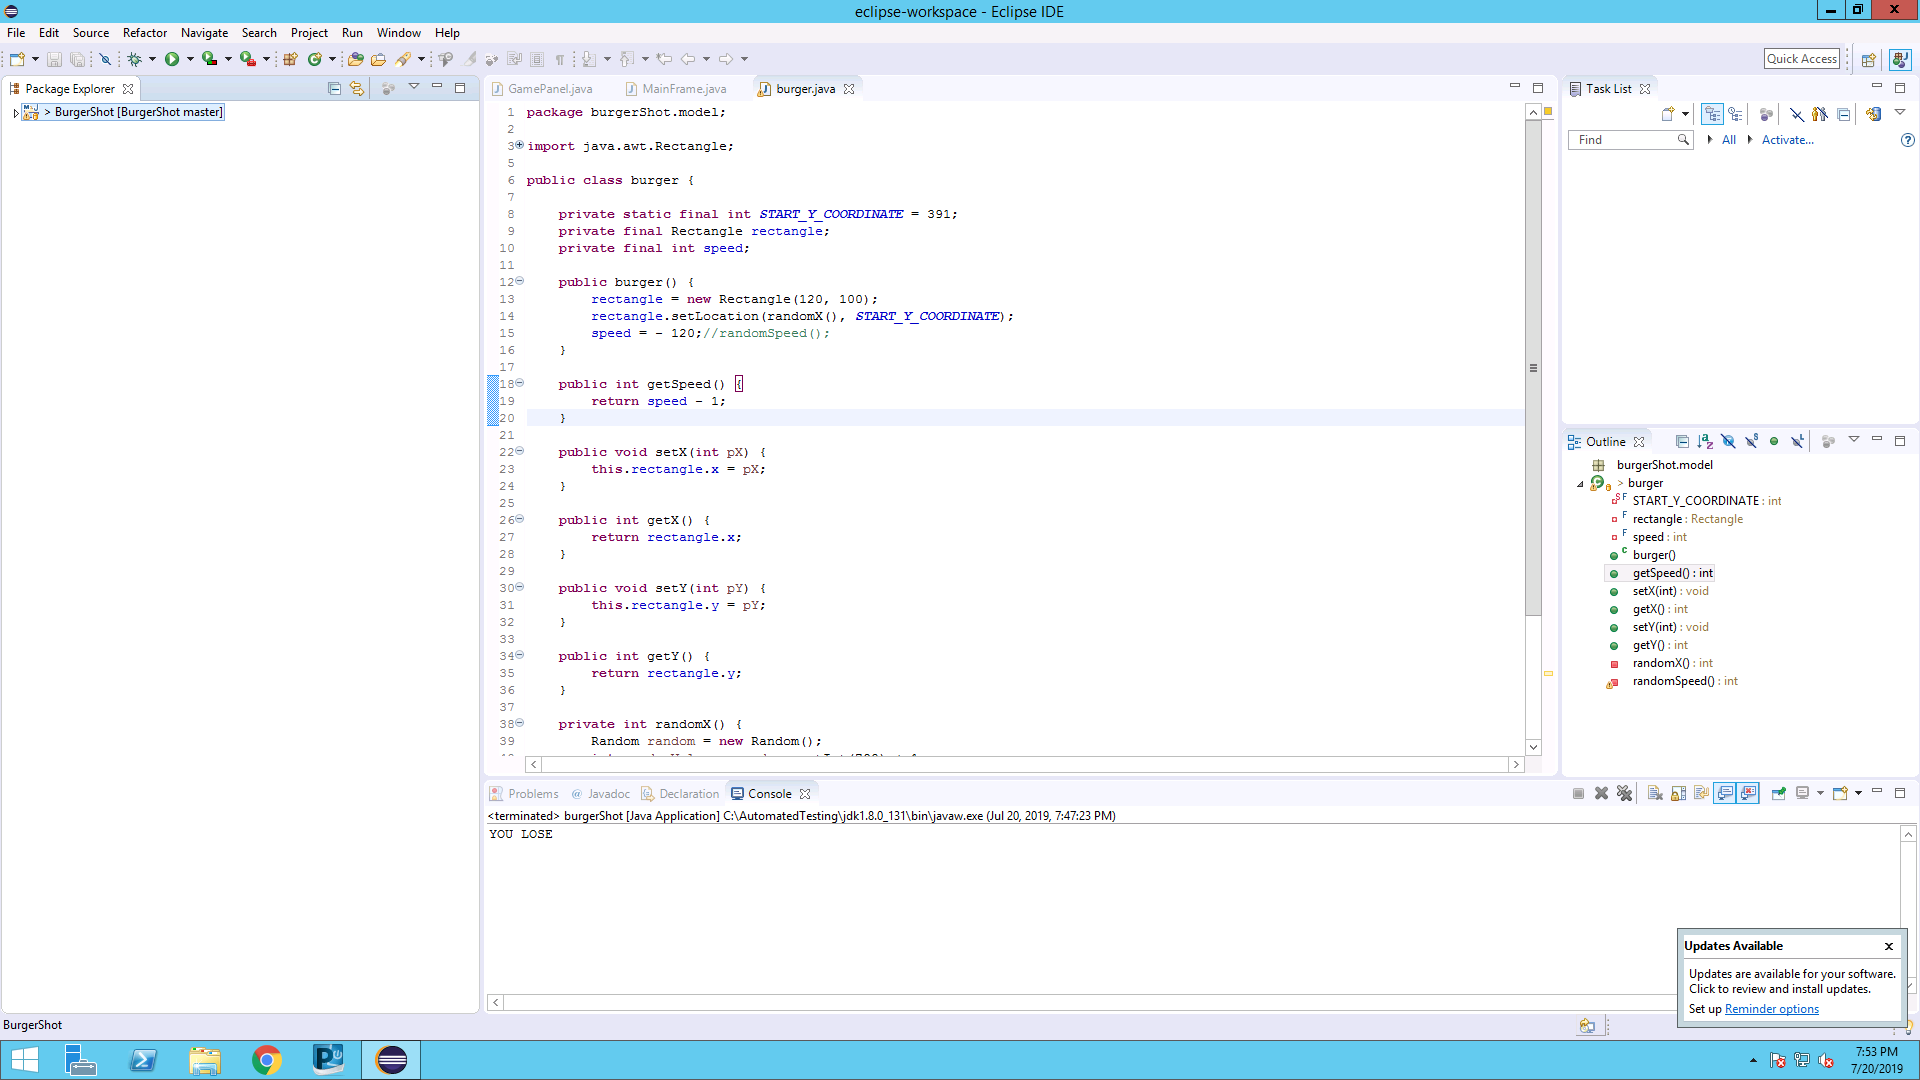 eclipse-workspace - Eclipse IDE
File Edit Source Refactor Navigate Search Project Run Window Help
Quick Access
Package Explorer
> BurgerShot [BurgerShot master]
GamePanel.java MainFrame.java burger.java
1 package burgerShot.model;
2
3 import java.awt.Rectangle;
5
6 public class burger {
7
8 private static final int START_Y_COORDINATE = 391;
9 private final Rectangle rectangle;
10 private final int speed;
11
12 public burger() {
13 rectangle = new Rectangle(120, 100);
14 rectangle.setLocation(randomX(), START_Y_COORDINATE);
15 speed = - 120;//randomSpeed();
16 }
17
18 public int getSpeed() {
19 return speed - 1;
20 }
21
22 public void setX(int pX) {
23 this.rectangle.x = pX;
24 }
25
26 public int getX() {
27 return rectangle.x;
28 }
29
30 public void setY(int pY) {
31 this.rectangle.y = pY;
32 }
33
34 public int getY() {
35 return rectangle.y;
36 }
37
38 private int randomX() {
39 Random random = new Random();
Task List
Find All Activate...
Outline
burgerShot.model
> burger
START_Y_COORDINATE : int
rectangle : Rectangle
speed : int
burger()
getSpeed() : int
setX(int) : void
getX() : int
setY(int) : void
getY() : int
randomX() : int
randomSpeed() : int
Problems @ Javadoc Declaration Console
<terminated> burgerShot [Java Application] C:\AutomatedTesting\jdk1.8.0_131\bin\javaw.exe (Jul 20, 2019, 7:47:23 PM)
YOU LOSE
Updates Available
Updates are available for your software.
Click to review and install updates.
Set up Reminder options
BurgerShot
7:53 PM
7/20/2019